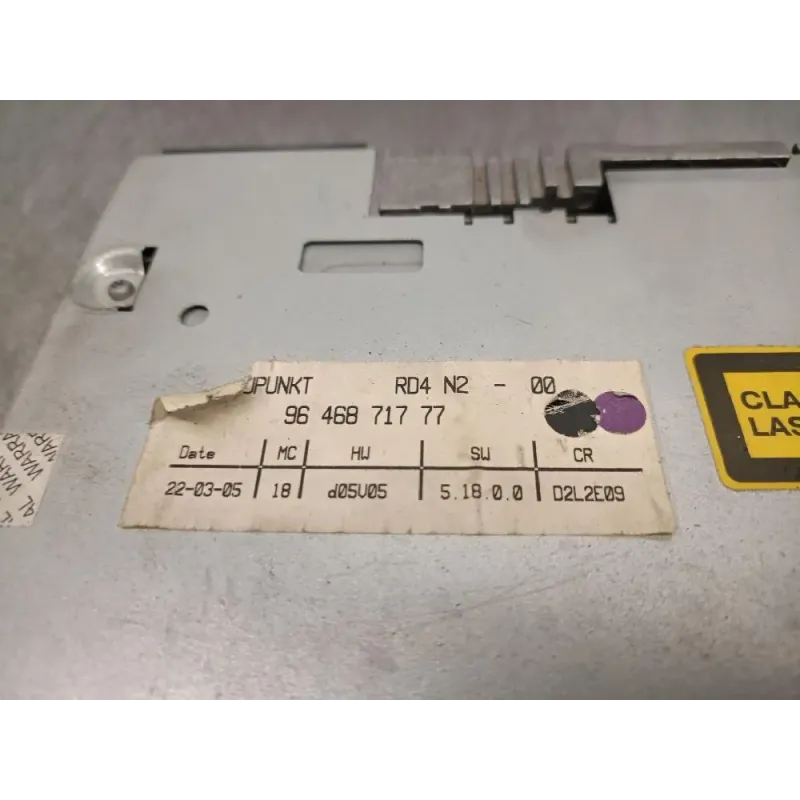 UPUNKT RD4 N2 - 00
96 468 717 77
Date MC HW SW CR
22-03-05 18 d05V05 5.18.0.0 D2L2E09
CLA
LAS